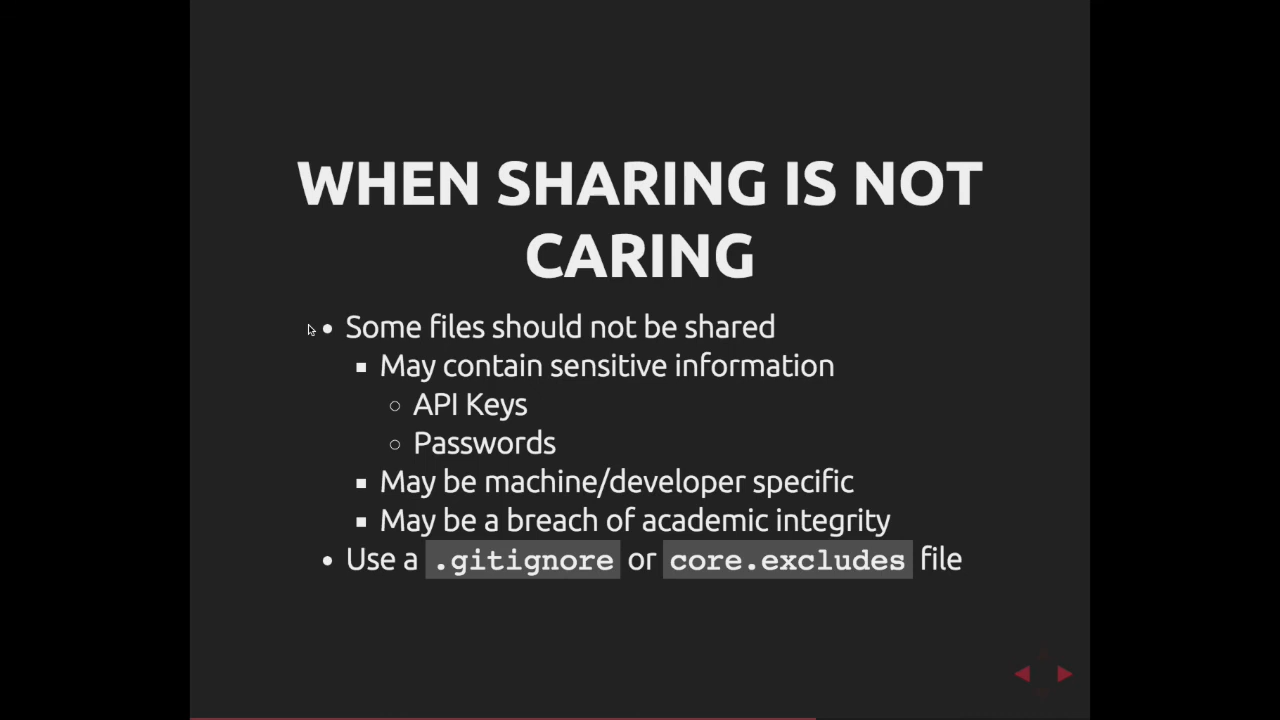 WHEN SHARING IS NOT
CARING
Some files should not be shared
May contain sensitive information
API Keys
Passwords
May be machine/developer specific
May be a breach of academic integrity
Use a .gitignore or core.excludes file